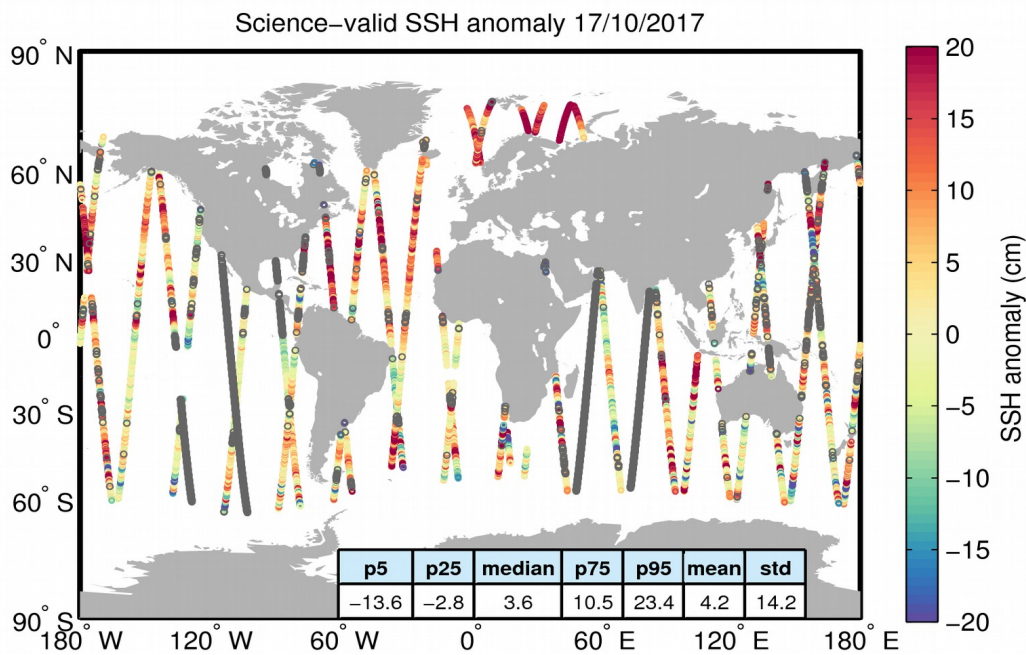 Science−valid SSH anomaly 17/10/2017
90° N
60° N
30° N
0°
30° S
60° S
90° S
180° W
120° W
60° W
0°
60° E
120° E
180° E
p5 p25 median p75 p95 mean std
−13.6 −2.8 3.6 10.5 23.4 4.2 14.2
20
15
10
5
0
−5
−10
−15
−20
SSH anomaly (cm)